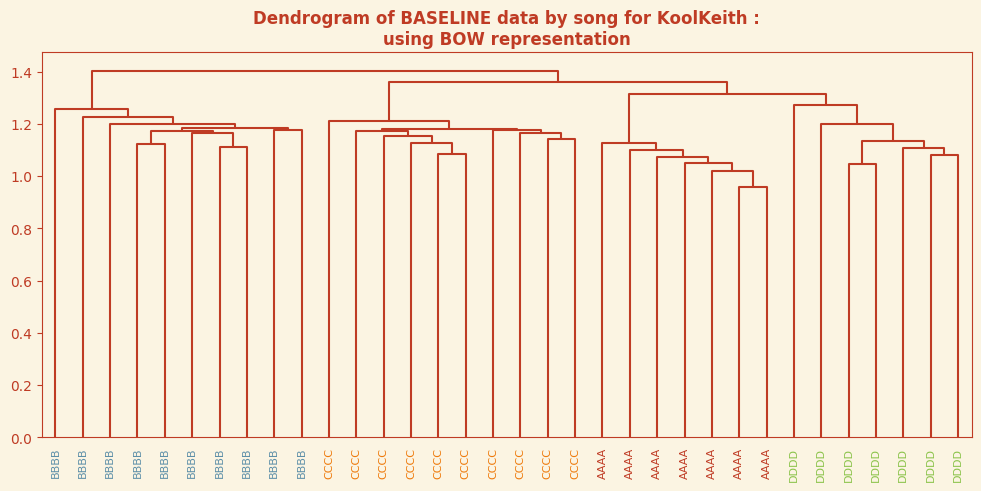 Dendrogram of BASELINE data by song for KoolKeith :
using BOW representation
1.4
1.2
1.0
0.8
0.6
0.4
0.2
0.0
BBBB BBBB BBBB BBBB BBBB BBBB BBBB BBBB BBBB BBBB CCCC CCCC CCCC CCCC CCCC CCCC CCCC CCCC CCCC CCCC AAAA AAAA AAAA AAAA AAAA AAAA AAAA DDDD DDDD DDDD DDDD DDDD DDDD DDDD